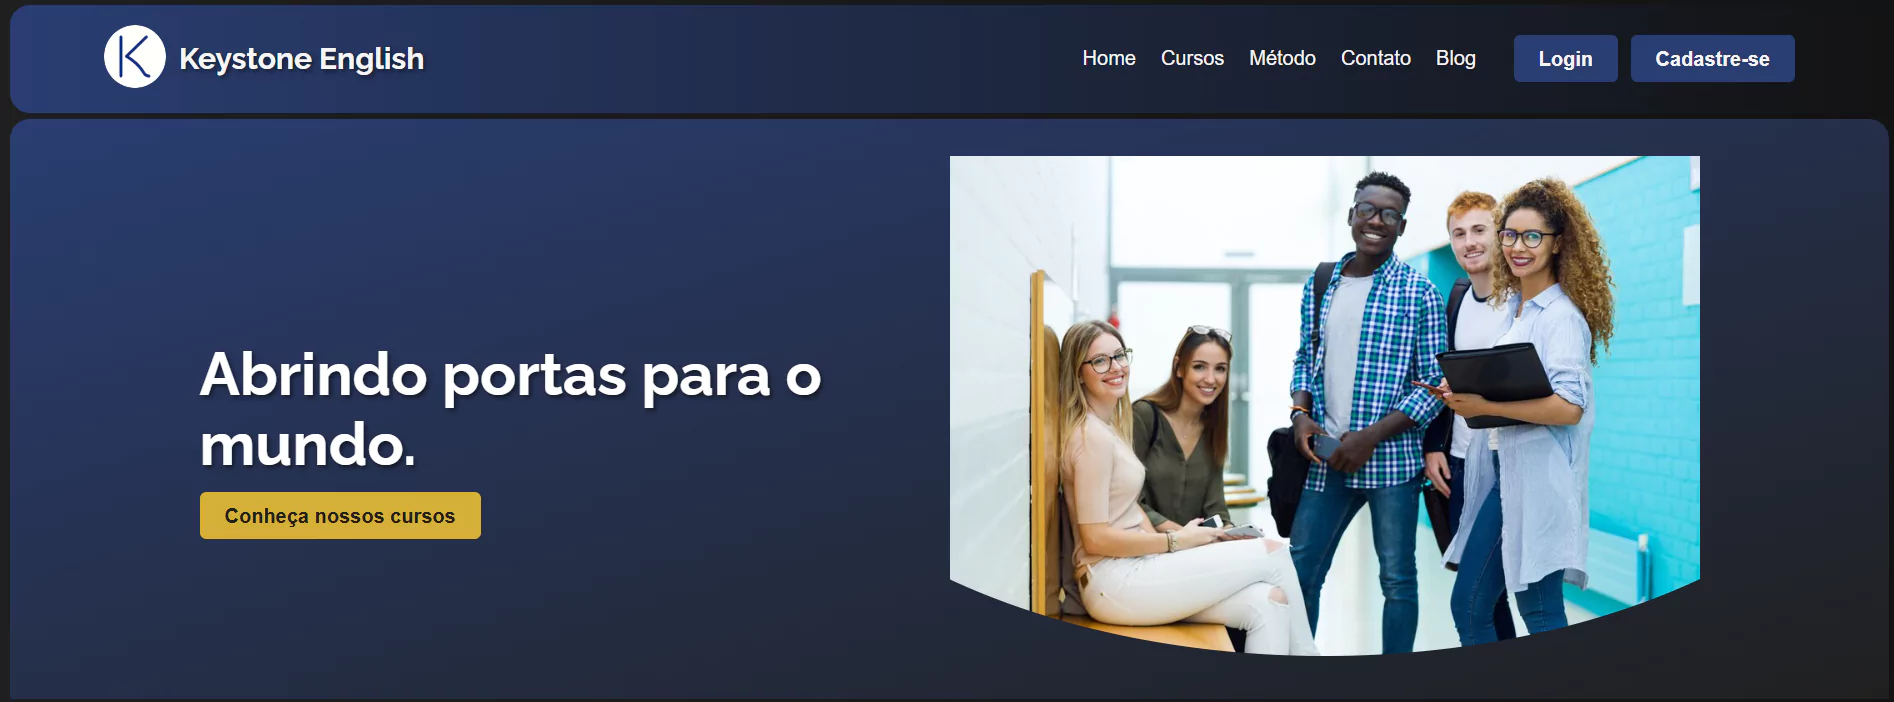 Keystone English
Home Cursos Método Contato Blog Login Cadastre-se
Abrindo portas para o
mundo.
Conheça nossos cursos